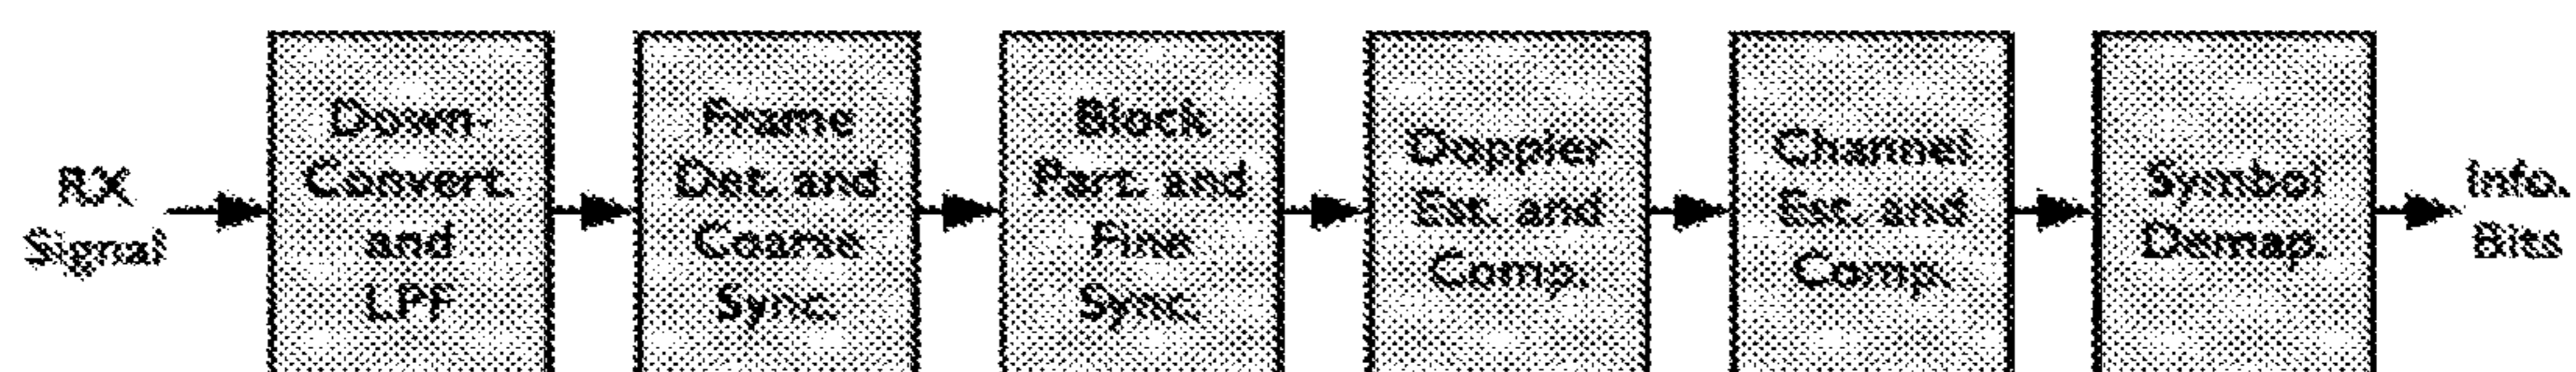 RX
Signal
Down-
Convert.
and
LPF
Frame
Det. and
Coarse
Sync.
Block
Part. and
Fine
Sync.
Doppler
Est. and
Comp.
Channel
Est. and
Comp.
Symbol
Demap.
Info.
Bits